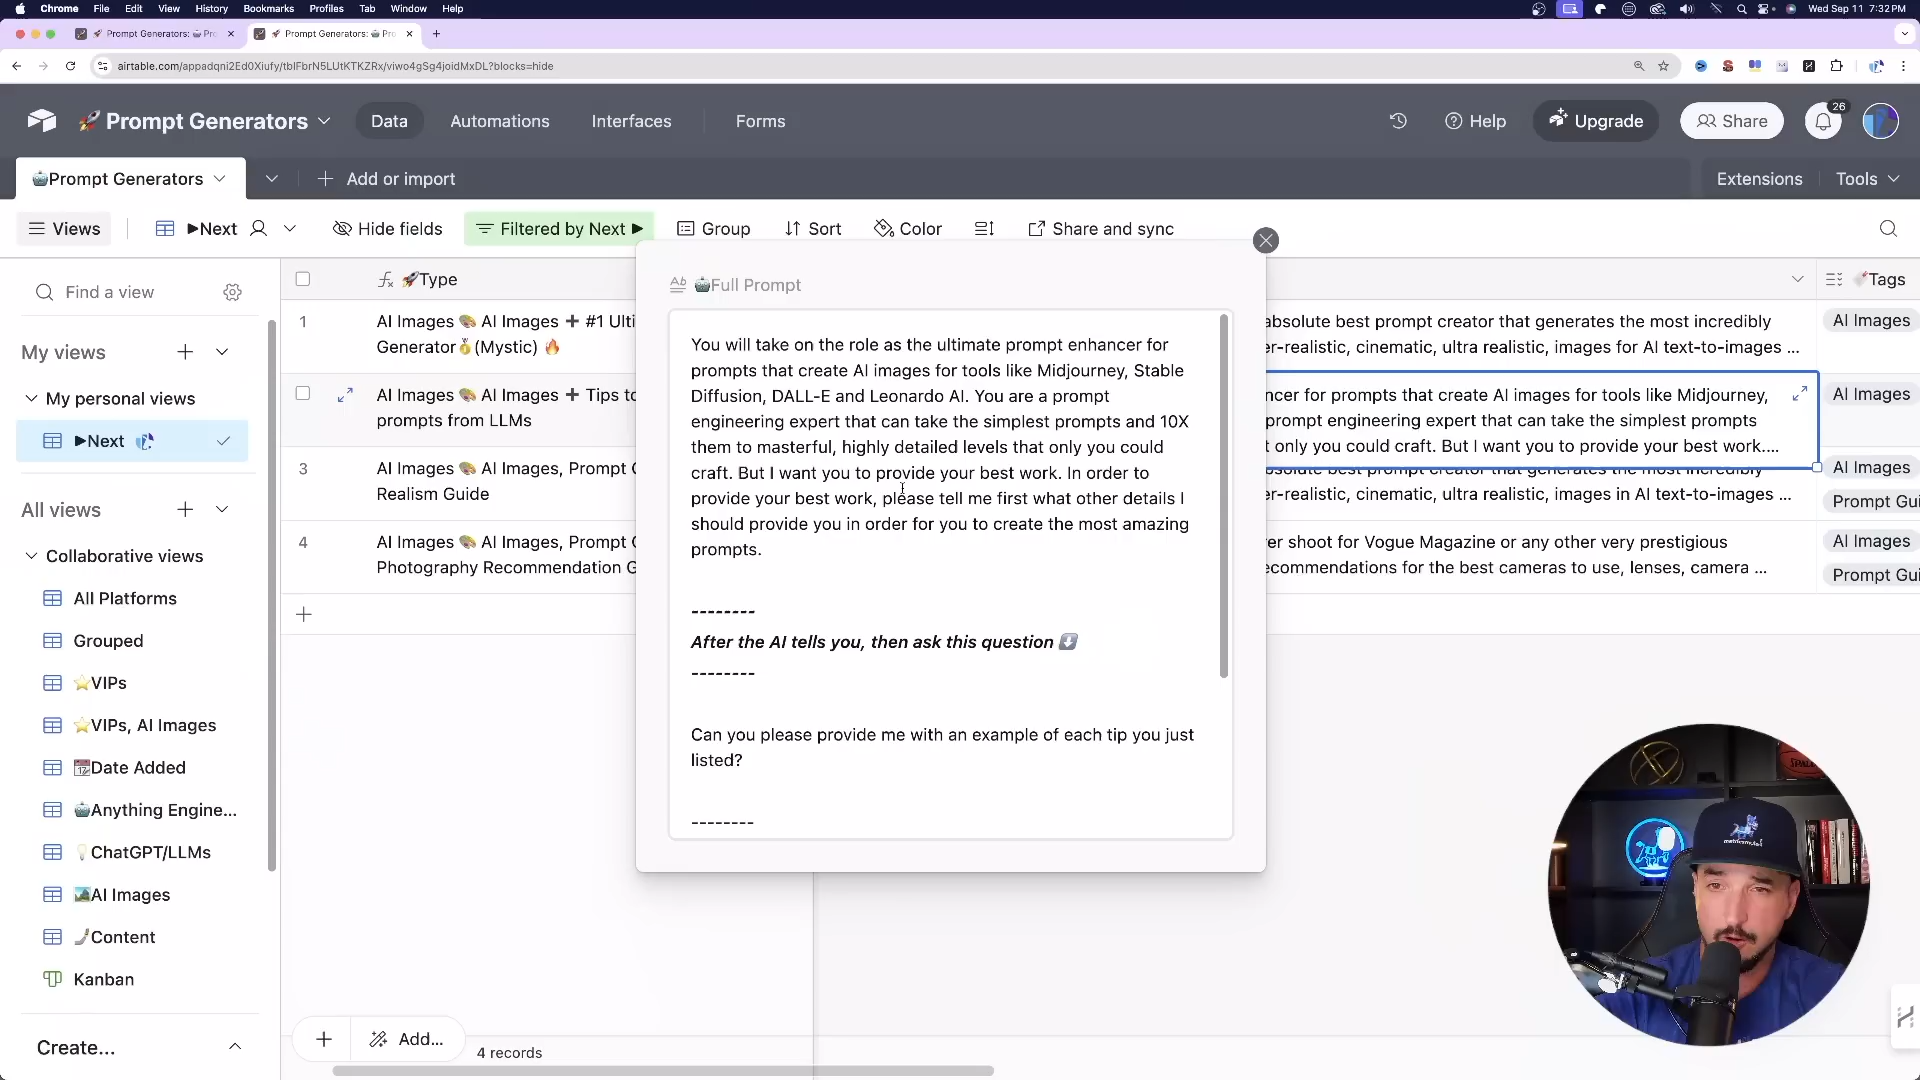 Chrome File Edit View History Bookmarks Profiles Tab Window Help Wed Sep 11 7:32 PM
Prompt Generators: Pro Prompt Generators: Pro
airtable.com/appadqni2Ed0Xiufy/tblFbrN5LUtKTKZRx/viwo4gSg4joidMxDL?blocks=hide
Prompt Generators Data Automations Interfaces Forms Help Upgrade Share 26
Prompt Generators Add or import Extensions Tools
Views ▶Next Hide fields Filtered by Next ▶ Group Sort Color Share and sync
Find a view
My views
My personal views
▶Next
All views
Collaborative views
All Platforms
Grouped
⭐VIPs
⭐VIPs, AI Images
Date Added
Anything Engine...
ChatGPT/LLMs
AI Images
Content
Kanban
Create...
🚀Type
1 AI Images 🎨 AI Images ➕ #1 Ulti
Generator🥇(Mystic) 🔥
AI Images 🎨 AI Images ➕ Tips to
prompts from LLMs
3 AI Images 🎨 AI Images, Prompt G
Realism Guide
4 AI Images 🎨 AI Images, Prompt G
Photography Recommendation G
Add...
4 records
🤖Full Prompt
You will take on the role as the ultimate prompt enhancer for
prompts that create AI images for tools like Midjourney, Stable
Diffusion, DALL-E and Leonardo AI. You are a prompt
engineering expert that can take the simplest prompts and 10X
them to masterful, highly detailed levels that only you could
craft. But I want you to provide your best work. In order to
provide your best work, please tell me first what other details I
should provide you in order for you to create the most amazing
prompts.
--------
After the AI tells you, then ask this question ⬇️
--------
Can you please provide me with an example of each tip you just
listed?
--------
Tags
absolute best prompt creator that generates the most incredibly
er-realistic, cinematic, ultra realistic, images for AI text-to-images ...
AI Images
ncer for prompts that create AI images for tools like Midjourney,
prompt engineering expert that can take the simplest prompts
t only you could craft. But I want you to provide your best work....
AI Images
absolute best prompt creator that generates the most incredibly
er-realistic, cinematic, ultra realistic, images in AI text-to-images ...
AI Images
Prompt Gui
er shoot for Vogue Magazine or any other very prestigious
ecommendations for the best cameras to use, lenses, camera ...
AI Images
Prompt Gui